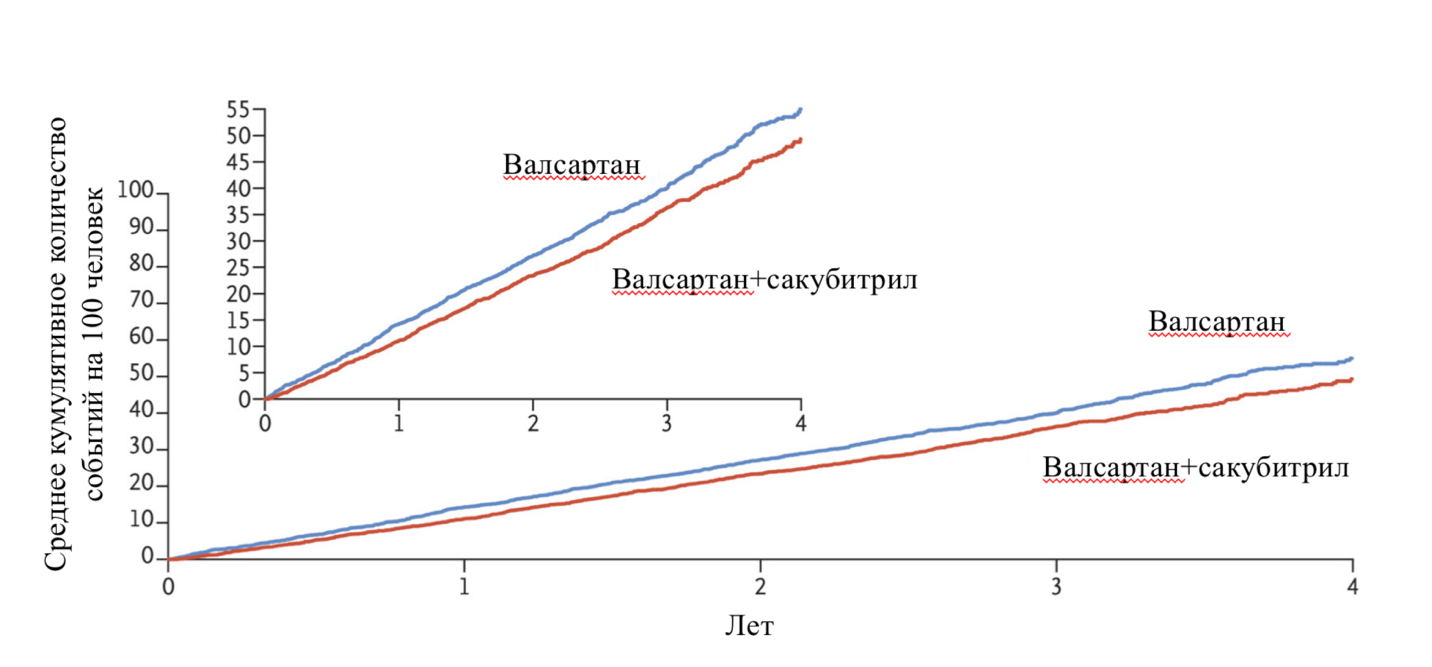 Среднее кумулятивное количество
событий на 100 человек
55
50
45
40
35
30
25
20
15
10
5
0
0 1 2 3 4
Валсартан
Валсартан+сакубитрил
100
90
80
70
60
50
40
30
20
10
0
0 1 2 3 4
Валсартан
Валсартан+сакубитрил
Лет